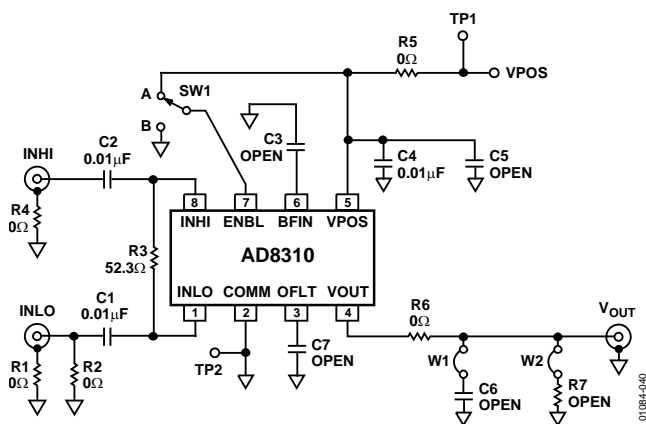 TP1
R5
0Ω
VPOS
A
SW1
B
INHI
C2
0.01μF
C3
OPEN
C4
0.01μF
C5
OPEN
R4
0Ω
8 7 6 5
INHI ENBL BFIN VPOS
R3
52.3Ω
AD8310
INLO COMM OFLT VOUT
1 2 3 4
INLO
C1
0.01μF
R6
0Ω
VOUT
R1
0Ω
R2
0Ω
TP2
C7
OPEN
W1
W2
C6
OPEN
R7
OPEN
01084-040